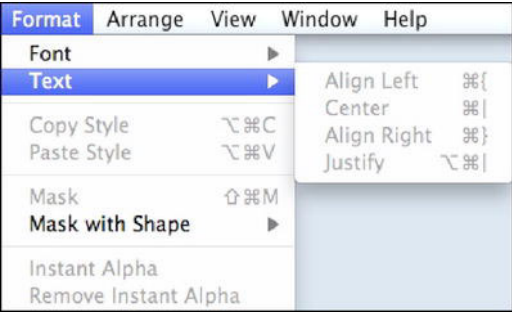 Format Arrange View Window Help
Font ▶
Text ▶
Align Left ⌘{
Center ⌘|
Align Right ⌘}
Justify ⌥⌘|
Copy Style ⌥⌘C
Paste Style ⌥⌘V
Mask ⇧⌘M
Mask with Shape ▶
Instant Alpha
Remove Instant Alpha